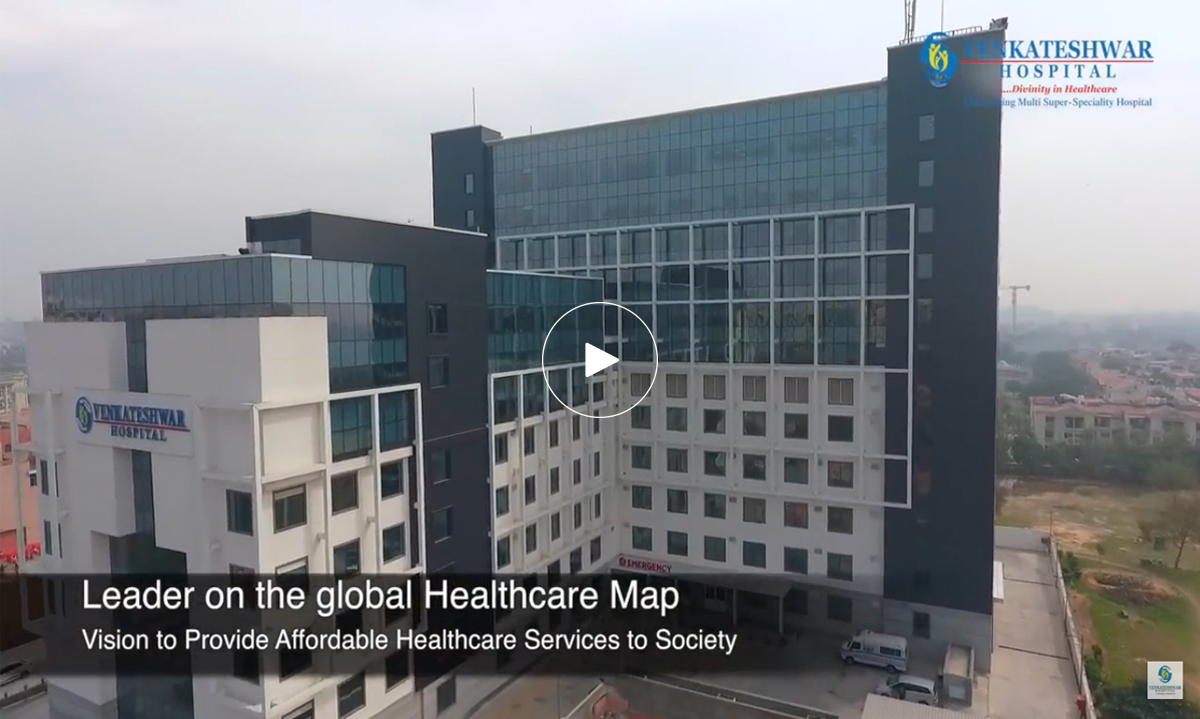 VENKATESHWAR
HOSPITAL
....Divinity in Healthcare
Multi Super-Speciality Hospital
VENKATESHWAR
HOSPITAL
EMERGENCY
Leader on the global Healthcare Map
Vision to Provide Affordable Healthcare Services to Society
VENKATESHWAR